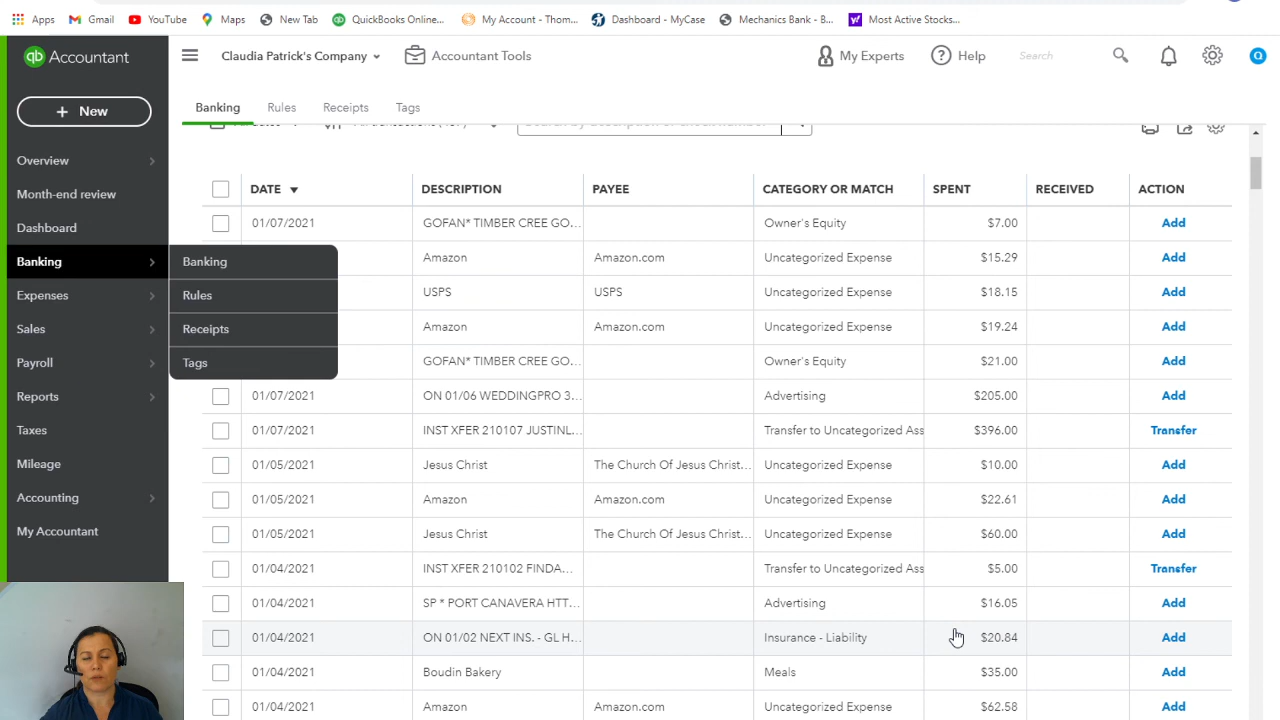 Apps Gmail YouTube Maps New Tab QuickBooks Online... My Account - Thom... Dashboard - MyCase Mechanics Bank - B... Most Active Stocks...
qb Accountant Claudia Patrick's Company Accountant Tools My Experts Help Search
+ New Banking Rules Receipts Tags
DATE DESCRIPTION PAYEE CATEGORY OR MATCH SPENT RECEIVED ACTION
Overview
Month-end review
Dashboard
Banking
Expenses
Sales
Payroll
Reports
Taxes
Mileage
Accounting
My Accountant
Banking
Rules
Receipts
Tags
01/07/2021 GOFAN* TIMBER CREE GO... Owner's Equity $7.00 Add
Amazon Amazon.com Uncategorized Expense $15.29 Add
USPS USPS Uncategorized Expense $18.15 Add
Amazon Amazon.com Uncategorized Expense $19.24 Add
GOFAN* TIMBER CREE GO... Owner's Equity $21.00 Add
01/07/2021 ON 01/06 WEDDINGPRO 3... Advertising $205.00 Add
01/07/2021 INST XFER 210107 JUSTINL... Transfer to Uncategorized Ass $396.00 Transfer
01/05/2021 Jesus Christ The Church Of Jesus Christ... Uncategorized Expense $10.00 Add
01/05/2021 Amazon Amazon.com Uncategorized Expense $22.61 Add
01/05/2021 Jesus Christ The Church Of Jesus Christ... Uncategorized Expense $60.00 Add
01/04/2021 INST XFER 210102 FINDA... Transfer to Uncategorized Ass $5.00 Transfer
01/04/2021 SP * PORT CANAVERA HTT... Advertising $16.05 Add
01/04/2021 ON 01/02 NEXT INS. - GL H... Insurance - Liability $20.84 Add
01/04/2021 Boudin Bakery Meals $35.00 Add
01/04/2021 Amazon Amazon.com Uncategorized Expense $62.58 Add